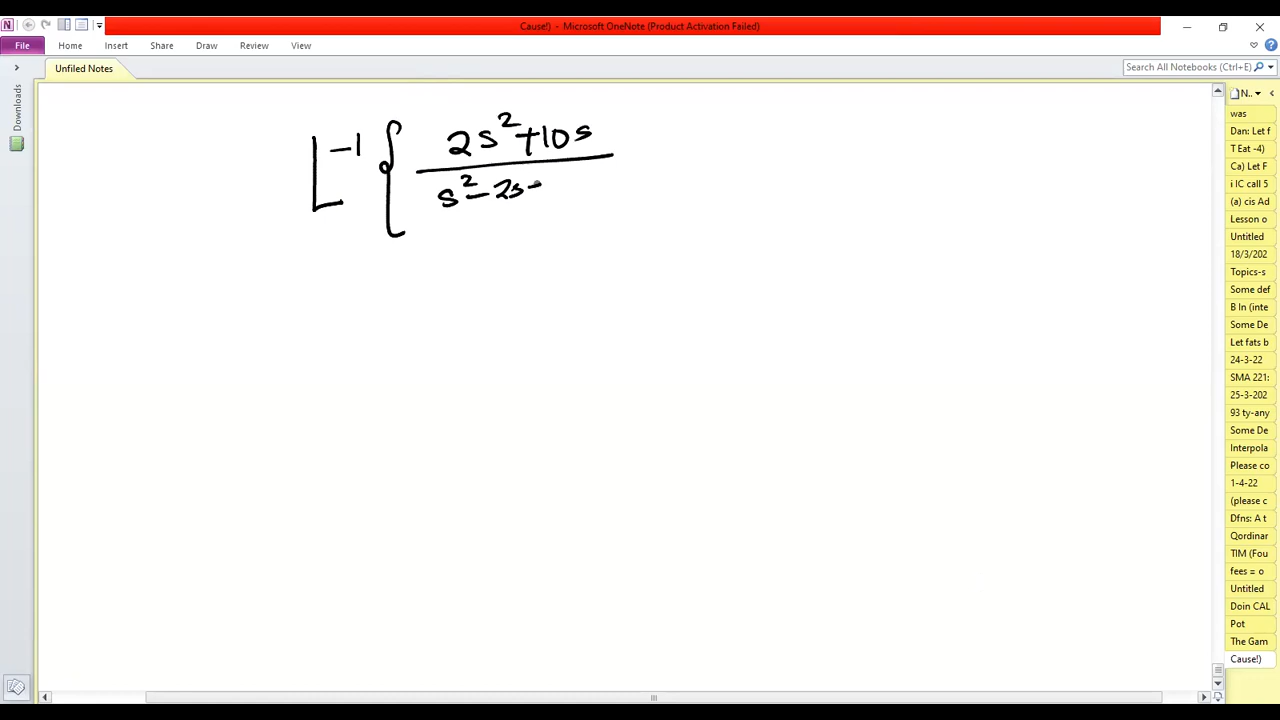 Cause!) - Microsoft OneNote (Product Activation Failed)
File Home Insert Share Draw Review View
Unfiled Notes
Search All Notebooks (Ctrl+E)
Downloads
N..
L⁻¹ { 2s²+10s
s²-2s-
was
Dan: Let f
T Eat -4)
Ca) Let F
i IC call 5
(a) cis Ad
Lesson o
Untitled
18/3/202
Topics-s
Some def
B In (inte
Some De
Let fats b
24-3-22
SMA 221:
25-3-202
93 ty-any
Some De
Interpola
Please co
1-4-22
(please c
Dfns: A t
Qordinar
TIM (Fou
fees = o
Untitled
Doin CAL
Pot
The Gam
Cause!)